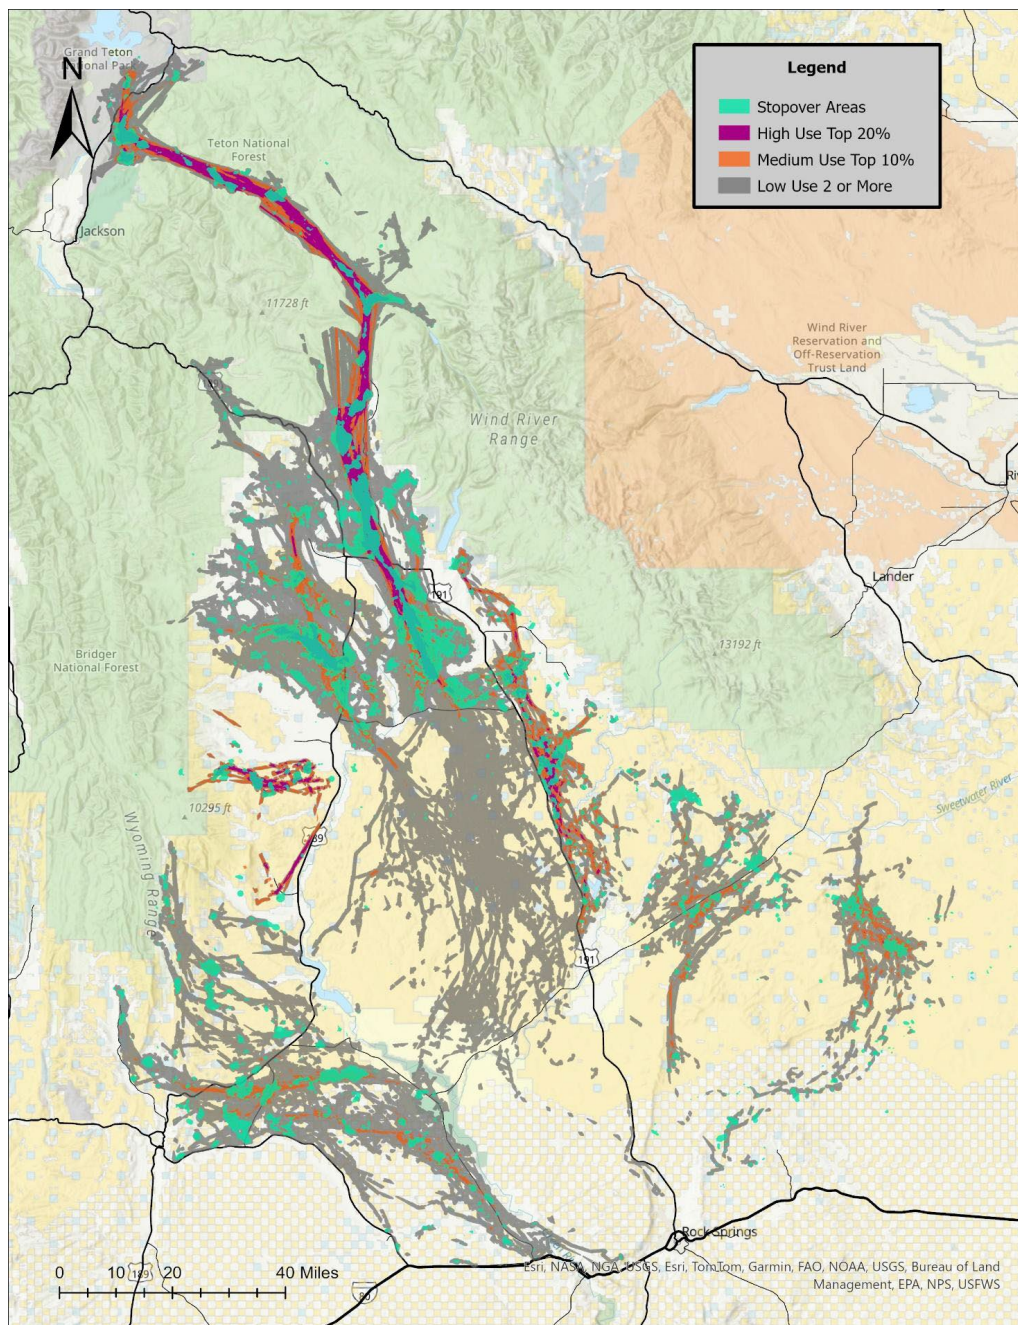 Grand Teton
National Park
N
Legend
Stopover Areas
High Use Top 20%
Medium Use Top 10%
Low Use 2 or More
Teton National
Forest
Jackson
11728 ft
Wind River
Reservation and
Off-Reservation
Trust Land
Wind River
Range
Lander
191
13192 ft
Bridger
National Forest
10295 ft
Sweetwater River
Wyoming Range
189
191
Rock Springs
0 10 20 40 Miles
189
80
Esri, NASA, NGA, USGS, Esri, TomTom, Garmin, FAO, NOAA, USGS, Bureau of Land
Management, EPA, NPS, USFWS